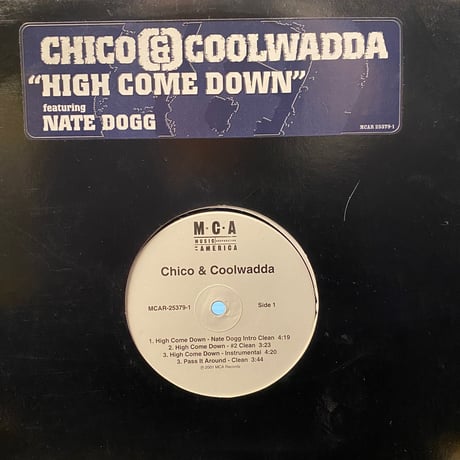 CHICO & COOLWADDA
"HIGH COME DOWN"
featuring
NATE DOGG
MCAR 25379-1
M·C·A
MUSIC CORPORATION
OF AMERICA
Chico & Coolwadda
MCAR-25379-1 Side 1
1. High Come Down - Nate Dogg Intro Clean 4:19
2. High Come Down - #2 Clean 3:23
3. High Come Down - Instrumental 4:20
3. Pass It Around - Clean 3:44
℗ 2001 MCA Records